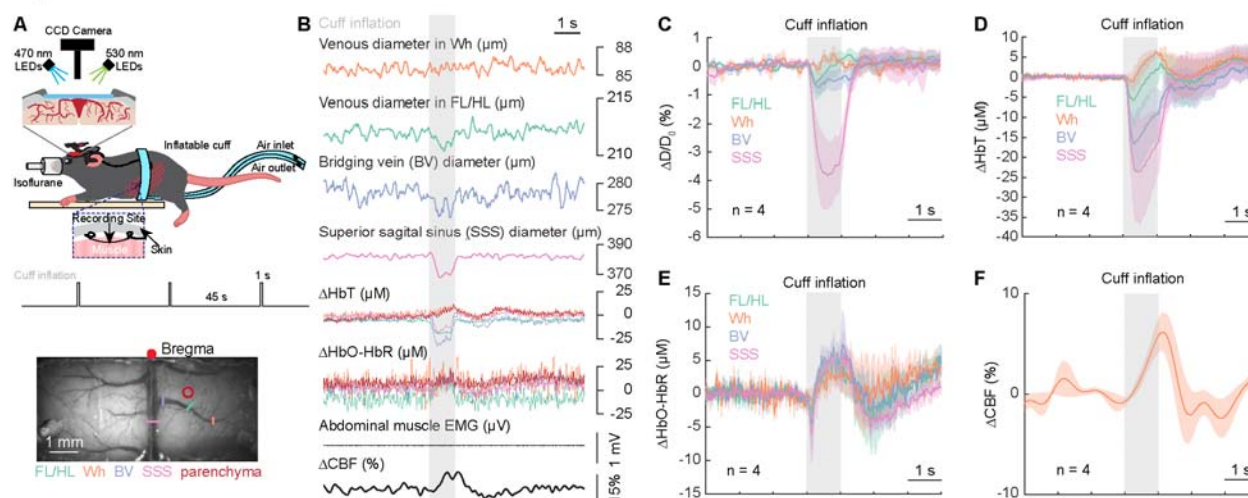 A
CCD Camera
470 nm
LEDs
530 nm
LEDs
Inflatable cuff
Air inlet
Air outlet
Isoflurane
Recording Site
Muscle
Skin
Cuff inflation
1 s
45 s
Bregma
1 mm
FL/HL Wh BV SSS parenchyma
B
Cuff inflation
1 s
Venous diameter in Wh (µm)
88
85
Venous diameter in FL/HL (µm)
215
210
Bridging vein (BV) diameter (µm)
280
275
Superior sagital sinus (SSS) diameter (µm)
390
370
ΔHbT (µM)
25
0
-25
ΔHbO-HbR (µM)
25
0
-25
Abdominal muscle EMG (µV)
1 mV
ΔCBF (%)
15%
C
Cuff inflation
ΔD/D0 (%)
1
0
-1
-2
-3
-4
-5
-6
FL/HL
Wh
BV
SSS
n = 4
1 s
D
Cuff inflation
ΔHbT (µM)
10
5
0
-5
-10
-15
-20
-25
-30
-35
-40
FL/HL
Wh
BV
SSS
n = 4
1 s
E
Cuff inflation
ΔHbO-HbR (µM)
15
10
5
0
-5
-10
-15
FL/HL
Wh
BV
SSS
n = 4
1 s
F
Cuff inflation
ΔCBF (%)
10
0
-10
n = 4
1 s